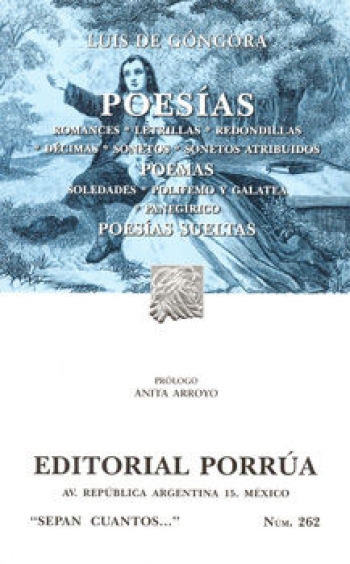 LUIS DE GÓNGORA
POESÍAS
ROMANCES * LETRILLAS * REDONDILLAS
* DÉCIMAS * SONETOS * SONETOS ATRIBUIDOS
POEMAS
SOLEDADES * POLIFEMO Y GALATEA
* PANEGÍRICO
POESÍAS SUELTAS
PRÓLOGO
ANITA ARROYO
EDITORIAL PORRÚA
AV. REPÚBLICA ARGENTINA 15. MÉXICO
"SEPAN CUANTOS..." NÚM. 262